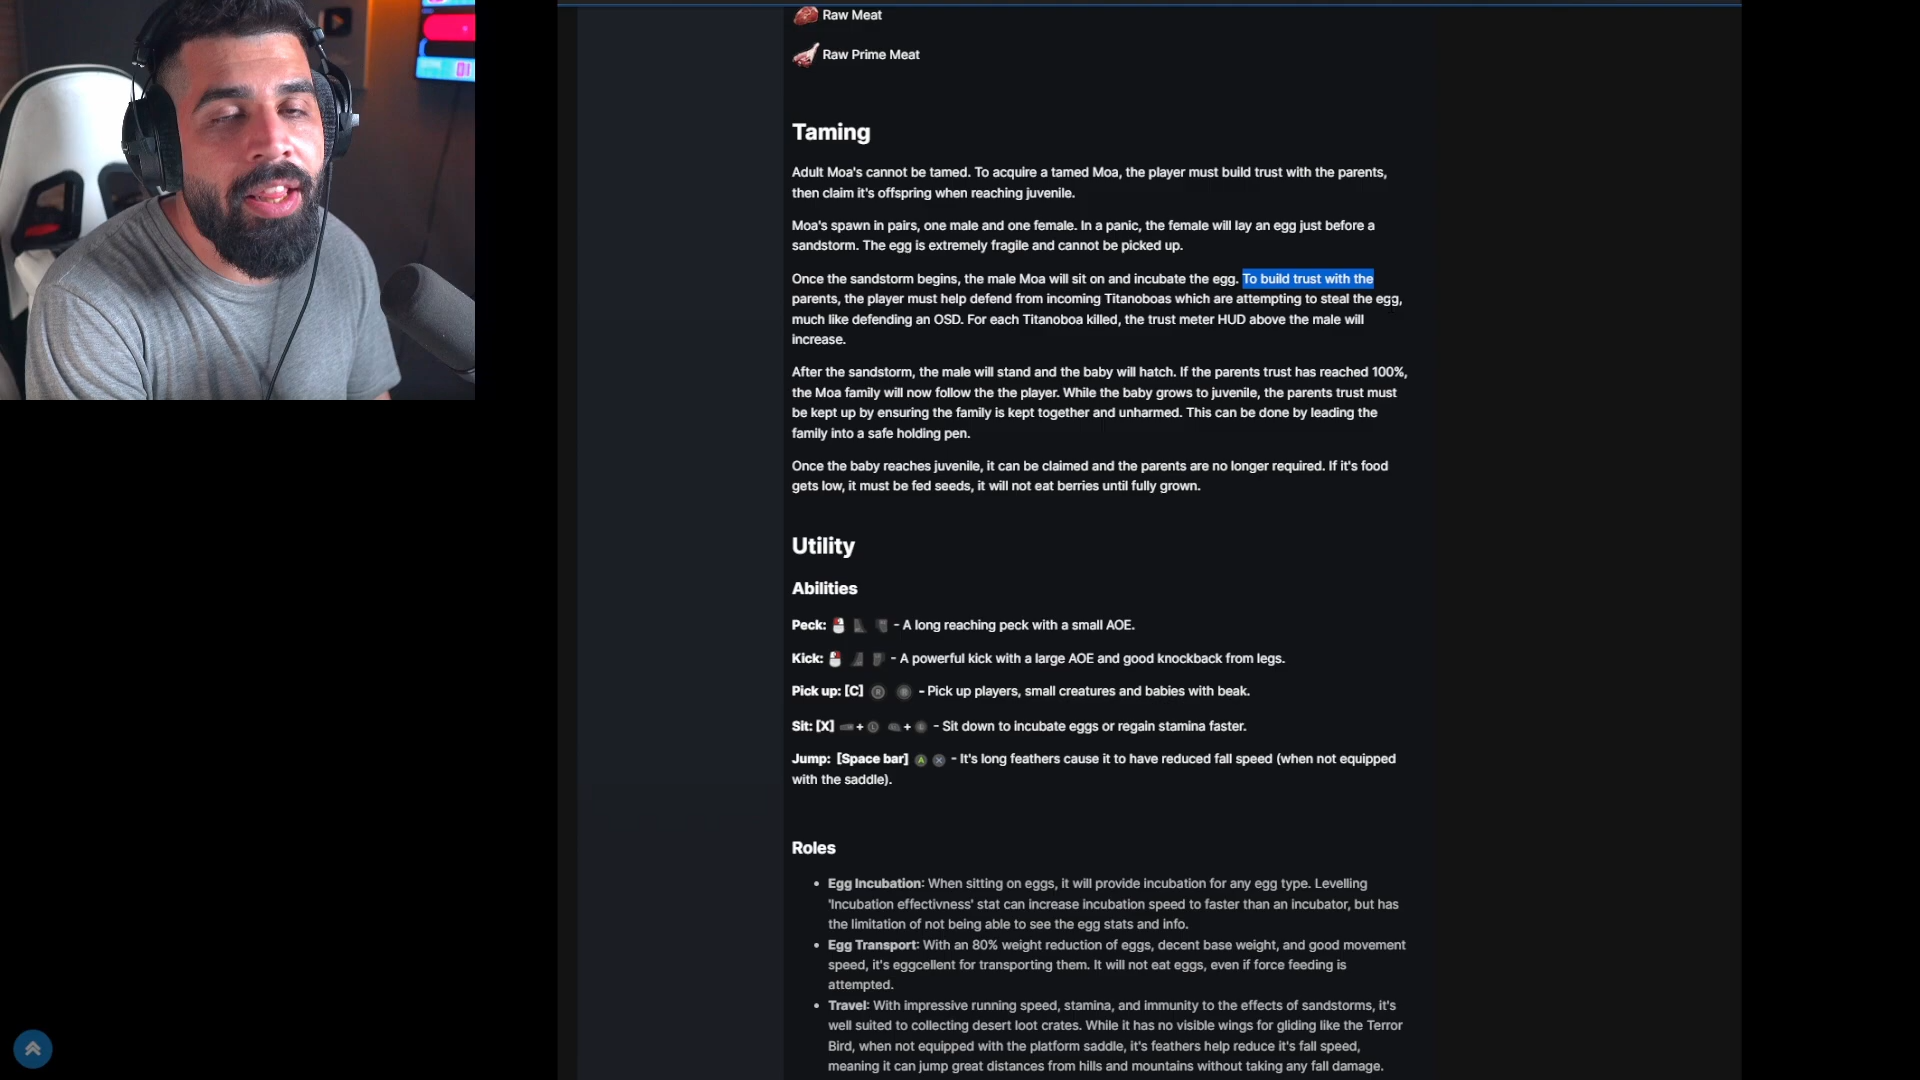 Raw Meat
Raw Prime Meat
Taming
Adult Moa's cannot be tamed. To acquire a tamed Moa, the player must build trust with the parents,
then claim it's offspring when reaching juvenile.
Moa's spawn in pairs, one male and one female. In a panic, the female will lay an egg just before a
sandstorm. The egg is extremely fragile and cannot be picked up.
Once the sandstorm begins, the male Moa will sit on and incubate the egg. To build trust with the
parents, the player must help defend from incoming Titanoboas which are attempting to steal the egg,
much like defending an OSD. For each Titanoboa killed, the trust meter HUD above the male will
increase.
After the sandstorm, the male will stand and the baby will hatch. If the parents trust has reached 100%,
the Moa family will now follow the the player. While the baby grows to juvenile, the parents trust must
be kept up by ensuring the family is kept together and unharmed. This can be done by leading the
family into a safe holding pen.
Once the baby reaches juvenile, it can be claimed and the parents are no longer required. If it's food
gets low, it must be fed seeds, it will not eat berries until fully grown.
Utility
Abilities
Peck: - A long reaching peck with a small AOE.
Kick: - A powerful kick with a large AOE and good knockback from legs.
Pick up: [C] - Pick up players, small creatures and babies with beak.
Sit: [X] + + - Sit down to incubate eggs or regain stamina faster.
Jump: [Space bar] A X - It's long feathers cause it to have reduced fall speed (when not equipped
with the saddle).
Roles
• Egg Incubation: When sitting on eggs, it will provide incubation for any egg type. Levelling
'Incubation effectivness' stat can increase incubation speed to faster than an incubator, but has
the limitation of not being able to see the egg stats and info.
• Egg Transport: With an 80% weight reduction of eggs, decent base weight, and good movement
speed, it's eggcellent for transporting them. It will not eat eggs, even if force feeding is
attempted.
• Travel: With impressive running speed, stamina, and immunity to the effects of sandstorms, it's
well suited to collecting desert loot crates. While it has no visible wings for gliding like the Terror
Bird, when not equipped with the platform saddle, it's feathers help reduce it's fall speed,
meaning it can jump great distances from hills and mountains without taking any fall damage.